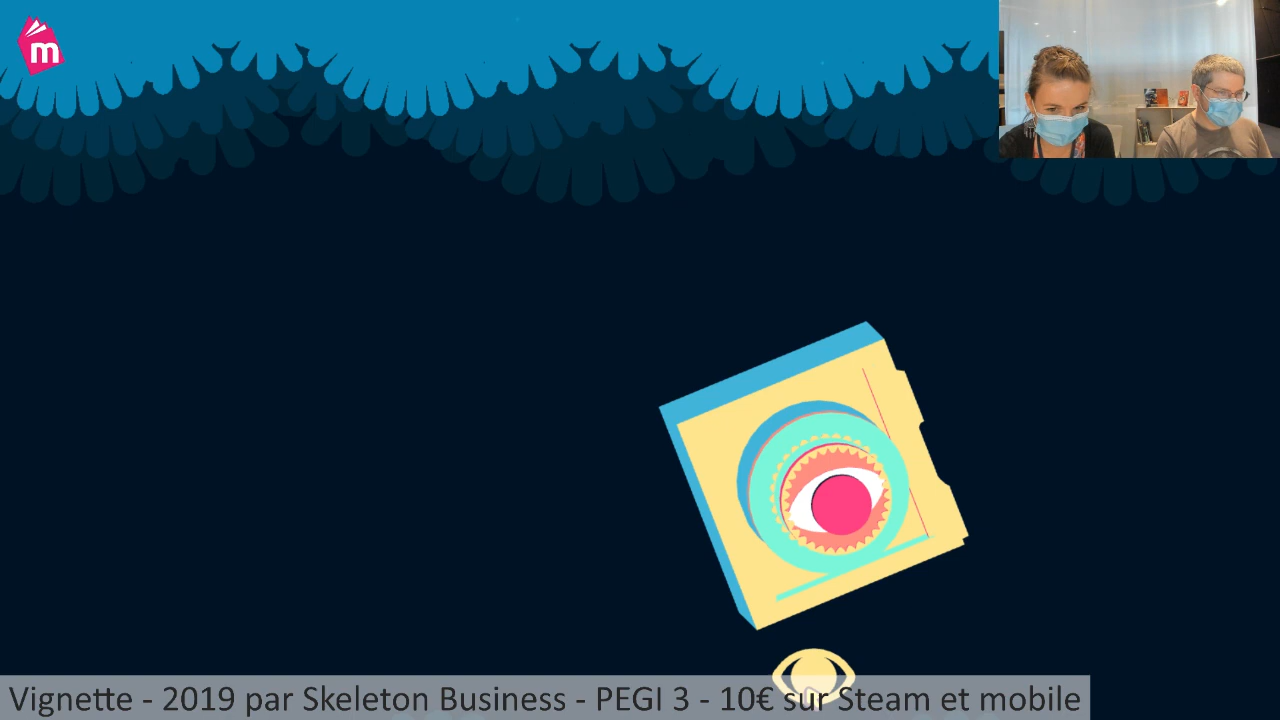 m
Vignette - 2019 par Skeleton Business - PEGI 3 - 10€ sur Steam et mobile